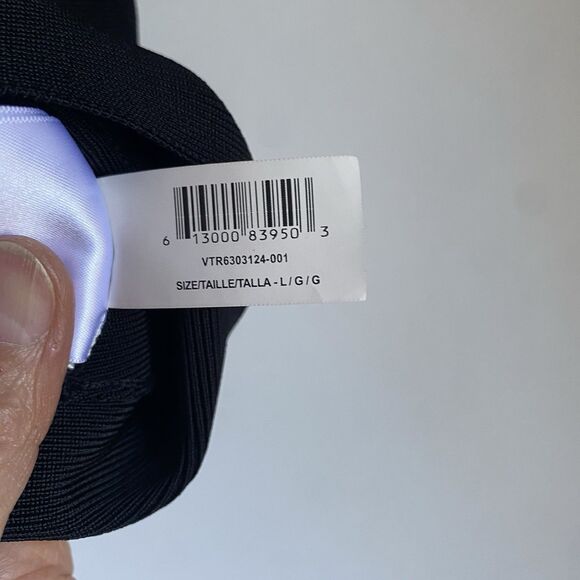 6 13000 83950 3
VTR6303124-001
SIZE/TAILLE/TALLA - L / G / G